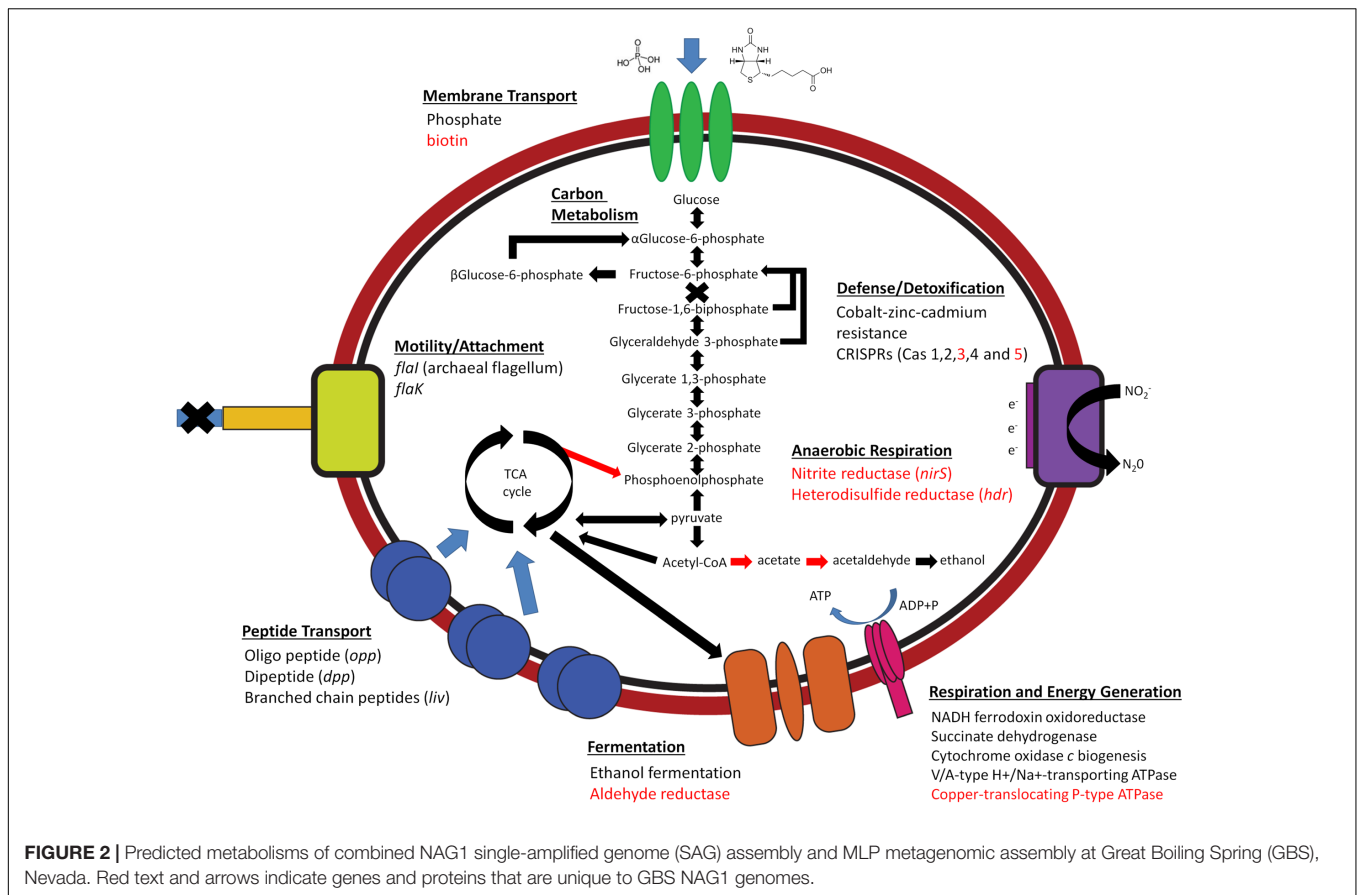 O
HO-P-OH
OH
O
HN NH
H H
S
O
OH
Membrane Transport
Phosphate
biotin
Carbon
Metabolism
Glucose
αGlucose-6-phosphate
βGlucose-6-phosphate
Fructose-6-phosphate
Fructose-1,6-biphosphate
Glyceraldehyde 3-phosphate
Glycerate 1,3-phosphate
Glycerate 3-phosphate
Glycerate 2-phosphate
Phosphoenolphosphate
pyruvate
Acetyl-CoA
acetate
acetaldehyde
ethanol
TCA
cycle
Defense/Detoxification
Cobalt-zinc-cadmium
resistance
CRISPRs (Cas 1,2,3,4 and 5)
Motility/Attachment
flaI (archaeal flagellum)
flaK
e-
e-
e-
NO2-
N20
Anaerobic Respiration
Nitrite reductase (nirS)
Heterodisulfide reductase (hdr)
ATP
ADP+P
Peptide Transport
Oligo peptide (opp)
Dipeptide (dpp)
Branched chain peptides (liv)
Fermentation
Ethanol fermentation
Aldehyde reductase
Respiration and Energy Generation
NADH ferrodoxin oxidoreductase
Succinate dehydrogenase
Cytochrome oxidase c biogenesis
V/A-type H+/Na+-transporting ATPase
Copper-translocating P-type ATPase
FIGURE 2 | Predicted metabolisms of combined NAG1 single-amplified genome (SAG) assembly and MLP metagenomic assembly at Great Boiling Spring (GBS),
Nevada. Red text and arrows indicate genes and proteins that are unique to GBS NAG1 genomes.